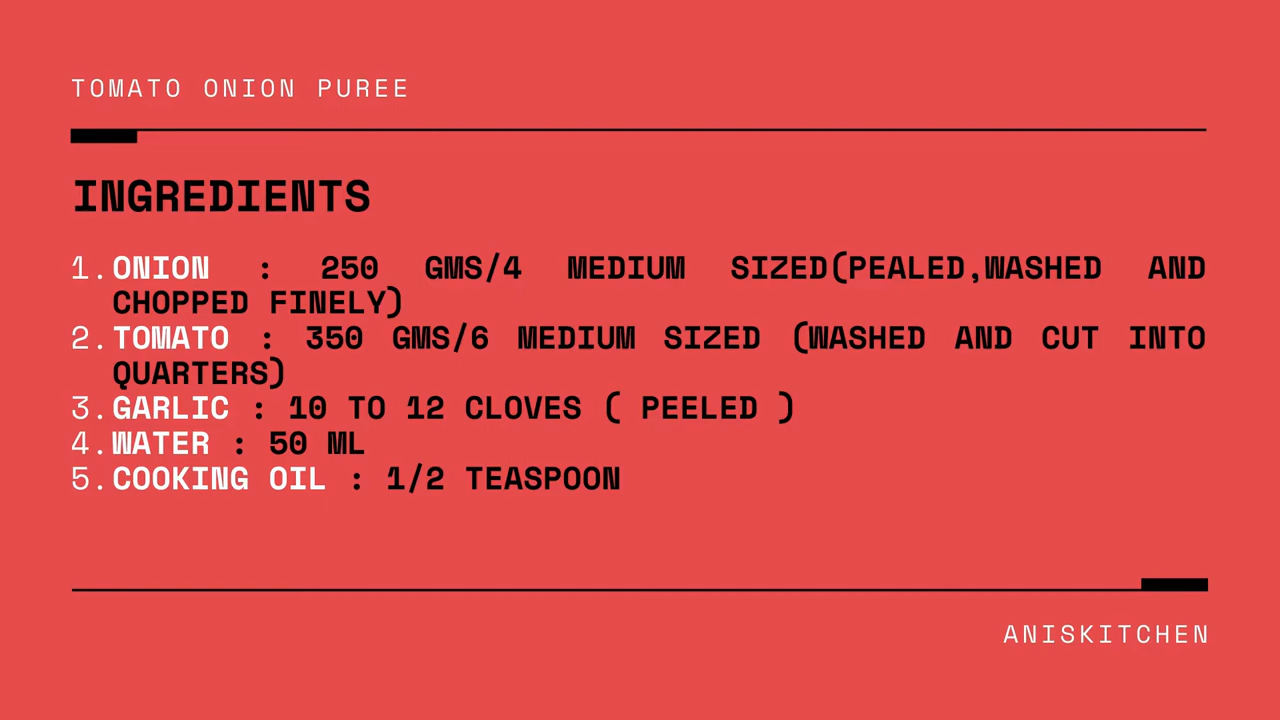 TOMATO ONION PUREE
INGREDIENTS
1. ONION : 250 GMS/4 MEDIUM SIZED(PEALED,WASHED AND
CHOPPED FINELY)
2. TOMATO : 350 GMS/6 MEDIUM SIZED (WASHED AND CUT INTO
QUARTERS)
3. GARLIC : 10 TO 12 CLOVES ( PEELED )
4. WATER : 50 ML
5. COOKING OIL : 1/2 TEASPOON
ANISKITCHEN